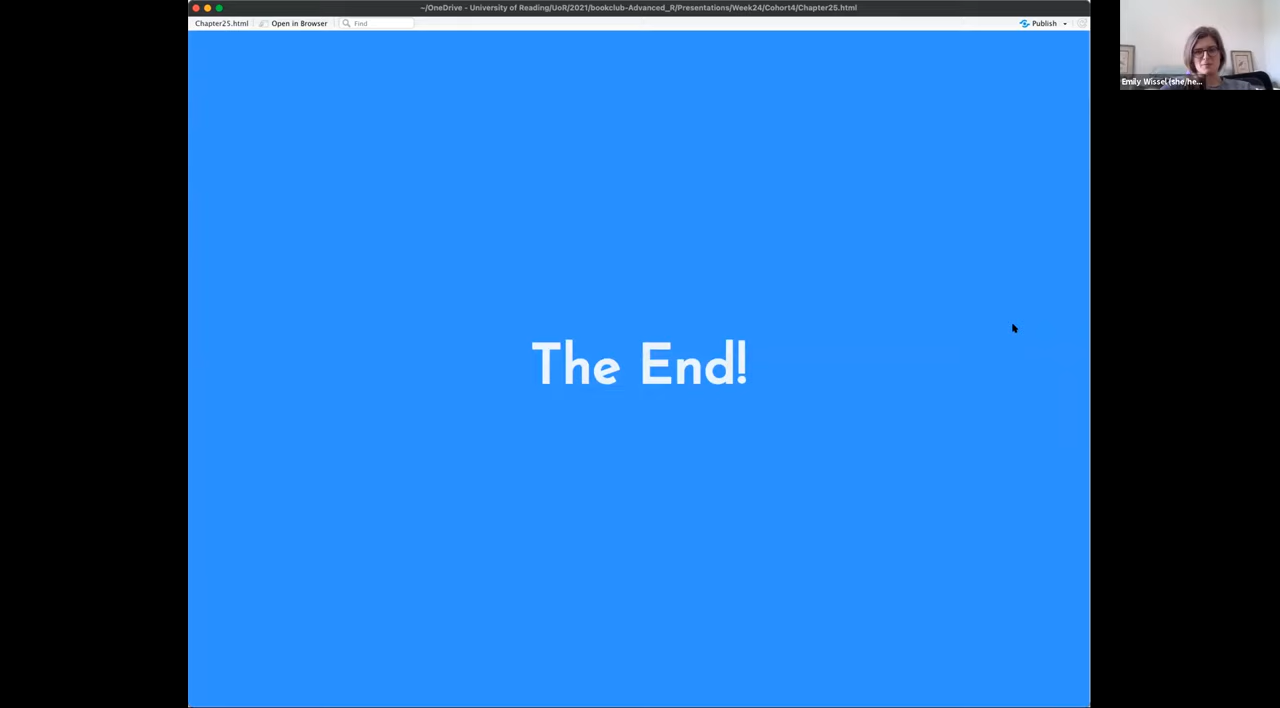 ~/OneDrive - University of Reading/UoR/2021/bookclub-Advanced_R/Presentations/Week24/Cohort4/Chapter25.html
Chapter25.html Open in Browser Find Publish
Emily Wissel (she/he...
The End!